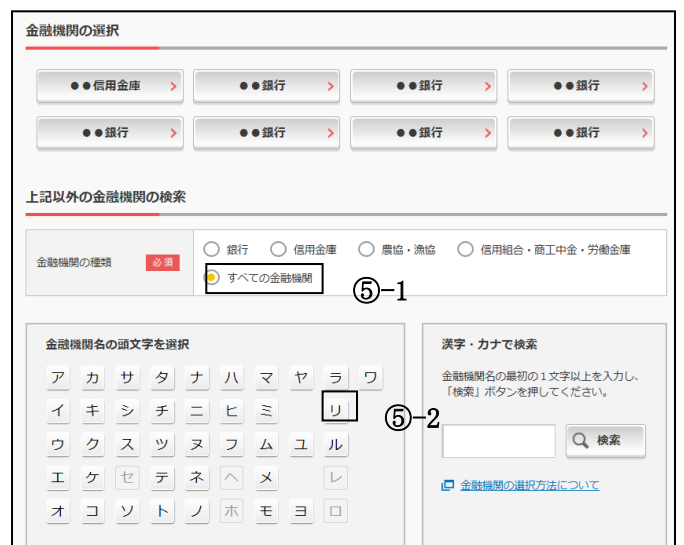 金融機関の選択
●●信用金庫 > ●●銀行 > ●●銀行 > ●●銀行 >
●●銀行 > ●●銀行 > ●●銀行 > ●●銀行 >
上記以外の金融機関の検索
金融機関の種類 必須
銀行 信用金庫 農協・漁協 信用組合・商工中金・労働金庫
すべての金融機関
⑤-1
金融機関名の頭文字を選択
ア カ サ タ ナ ハ マ ヤ ラ ワ
イ キ シ チ ニ ヒ ミ リ
ウ ク ス ツ ヌ フ ム ユ ル
エ ケ セ テ ネ ヘ メ レ
オ コ ソ ト ノ ホ モ ヨ ロ
⑤-2
漢字・カナで検索
金融機関名の最初の1文字以上を入力し、
「検索」ボタンを押してください。
検索
金融機関の選択方法について